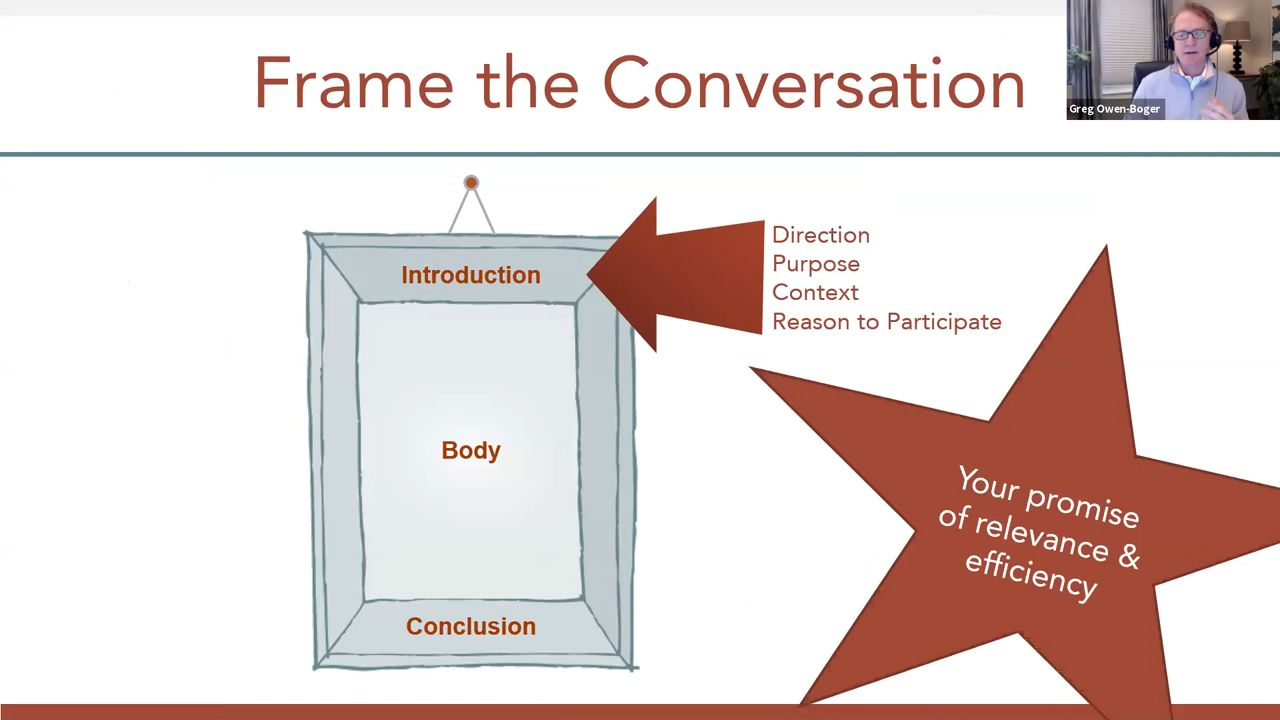 Frame the Conversation
Greg Owen-Boger
Introduction
Direction
Purpose
Context
Reason to Participate
Body
Your promise
of relevance &
efficiency
Conclusion